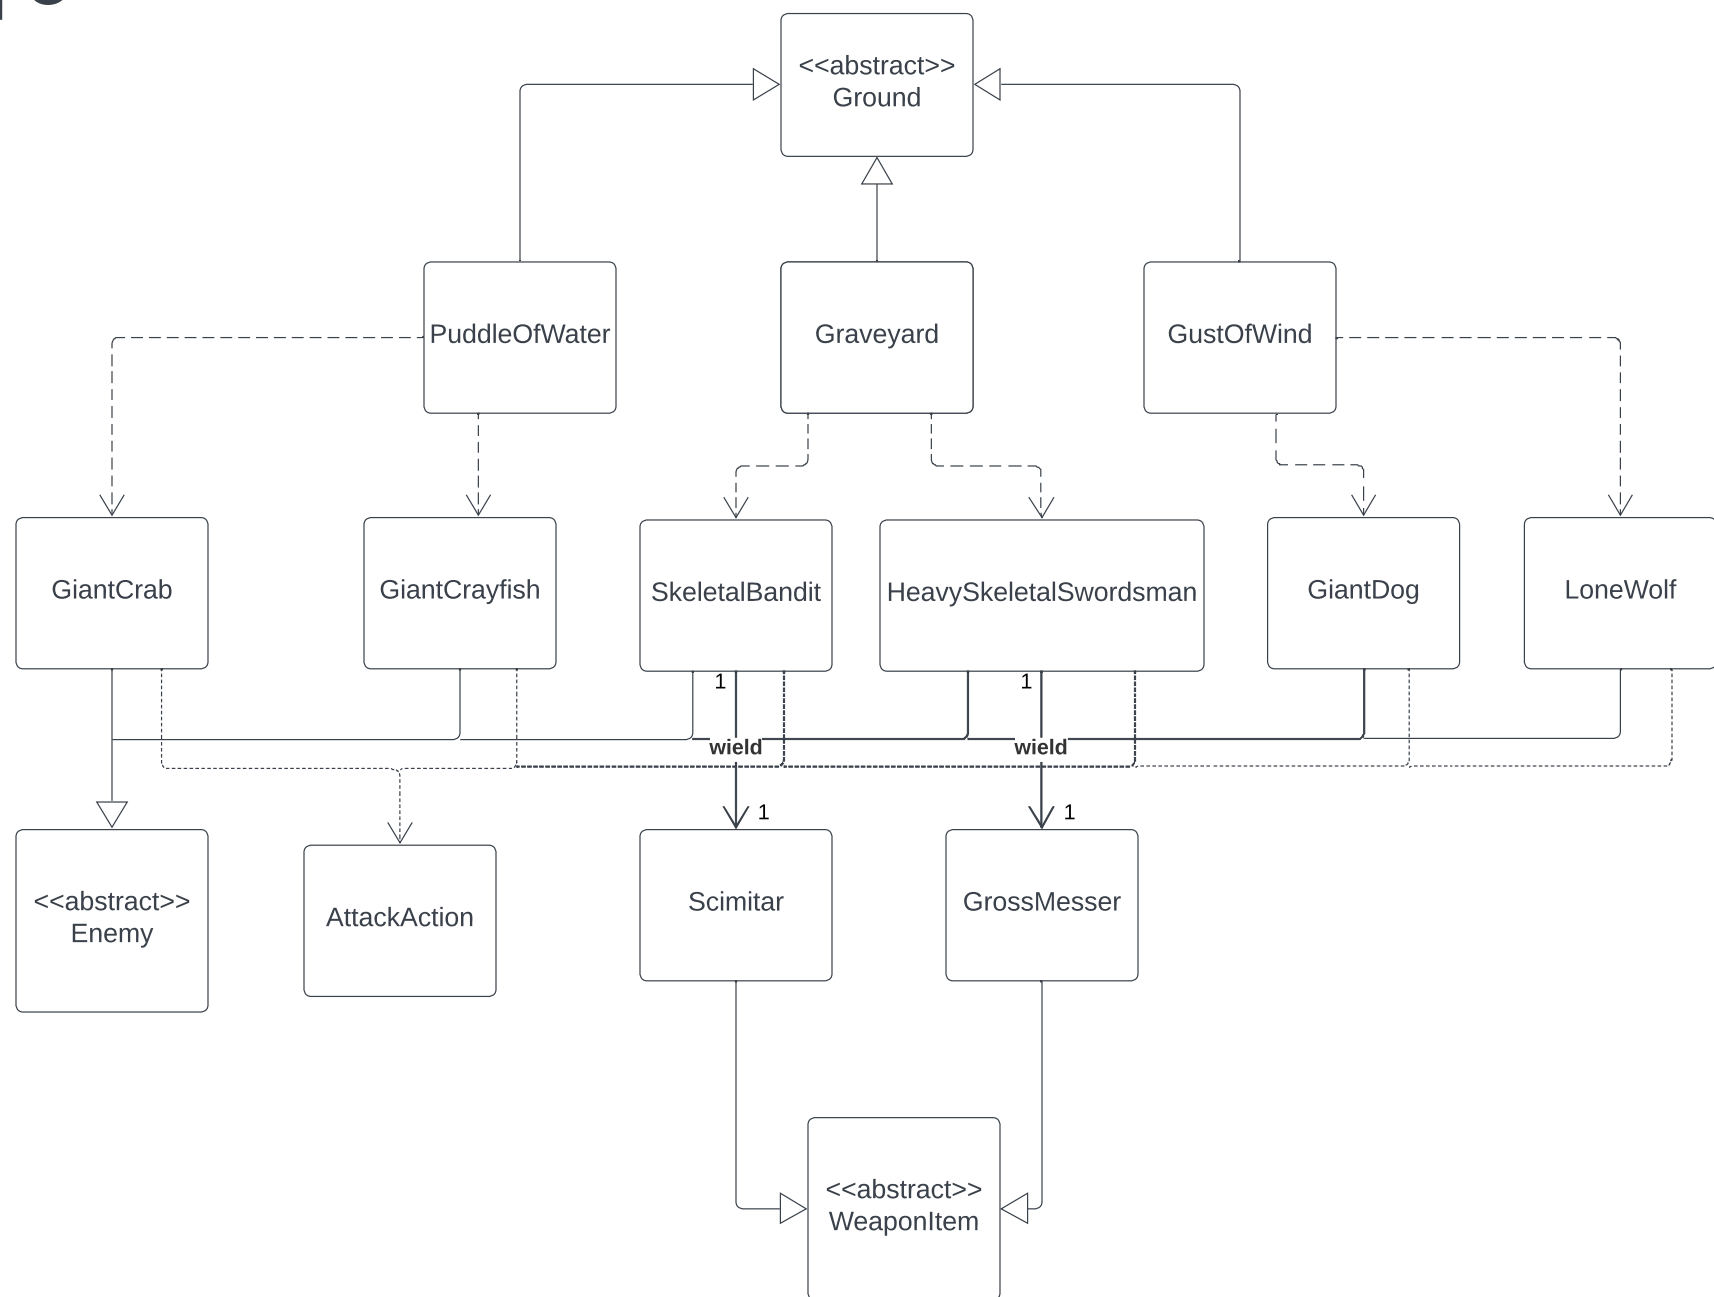 <<abstract>>
Ground
PuddleOfWater
Graveyard
GustOfWind
GiantCrab
GiantCrayfish
SkeletalBandit
HeavySkeletalSwordsman
GiantDog
LoneWolf
1
1
wield
wield
1
1
<<abstract>>
Enemy
AttackAction
Scimitar
GrossMesser
<<abstract>>
WeaponItem